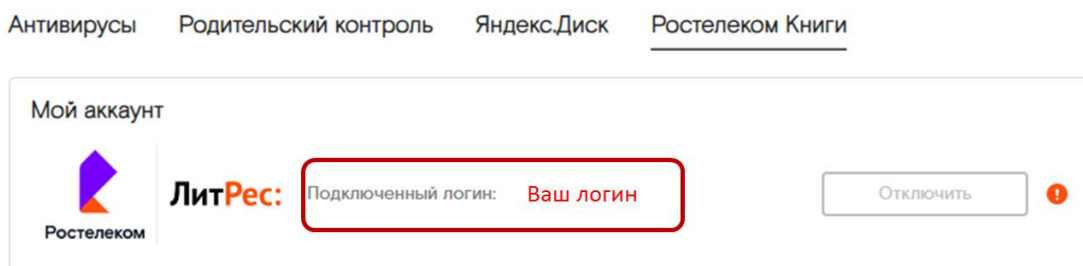 Антивирусы Родительский контроль Яндекс.Диск Ростелеком Книги
Мой аккаунт
ЛитРес: Подключенный логин: Ваш логин Отключить !
Ростелеком